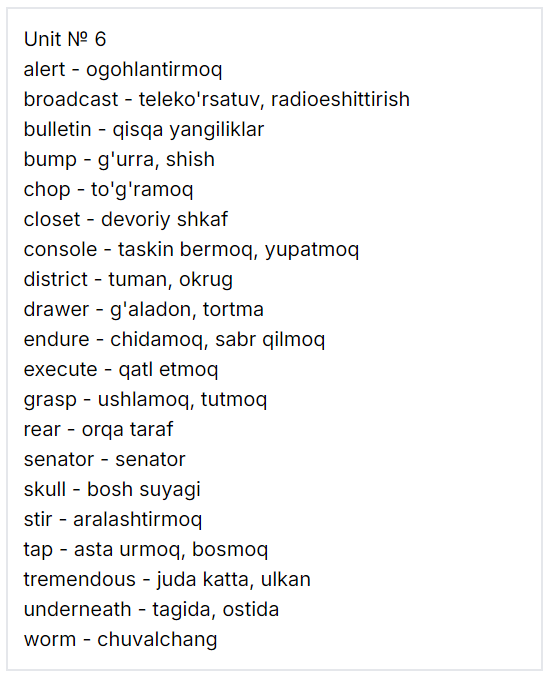 Unit № 6
alert - ogohlantirmoq
broadcast - teleko'rsatuv, radioeshittirish
bulletin - qisqa yangiliklar
bump - g'urra, shish
chop - to'g'ramoq
closet - devoriy shkaf
console - taskin bermoq, yupatmoq
district - tuman, okrug
drawer - g'aladon, tortma
endure - chidamoq, sabr qilmoq
execute - qatl etmoq
grasp - ushlamoq, tutmoq
rear - orqa taraf
senator - senator
skull - bosh suyagi
stir - aralashtirmoq
tap - asta urmoq, bosmoq
tremendous - juda katta, ulkan
underneath - tagida, ostida
worm - chuvalchang